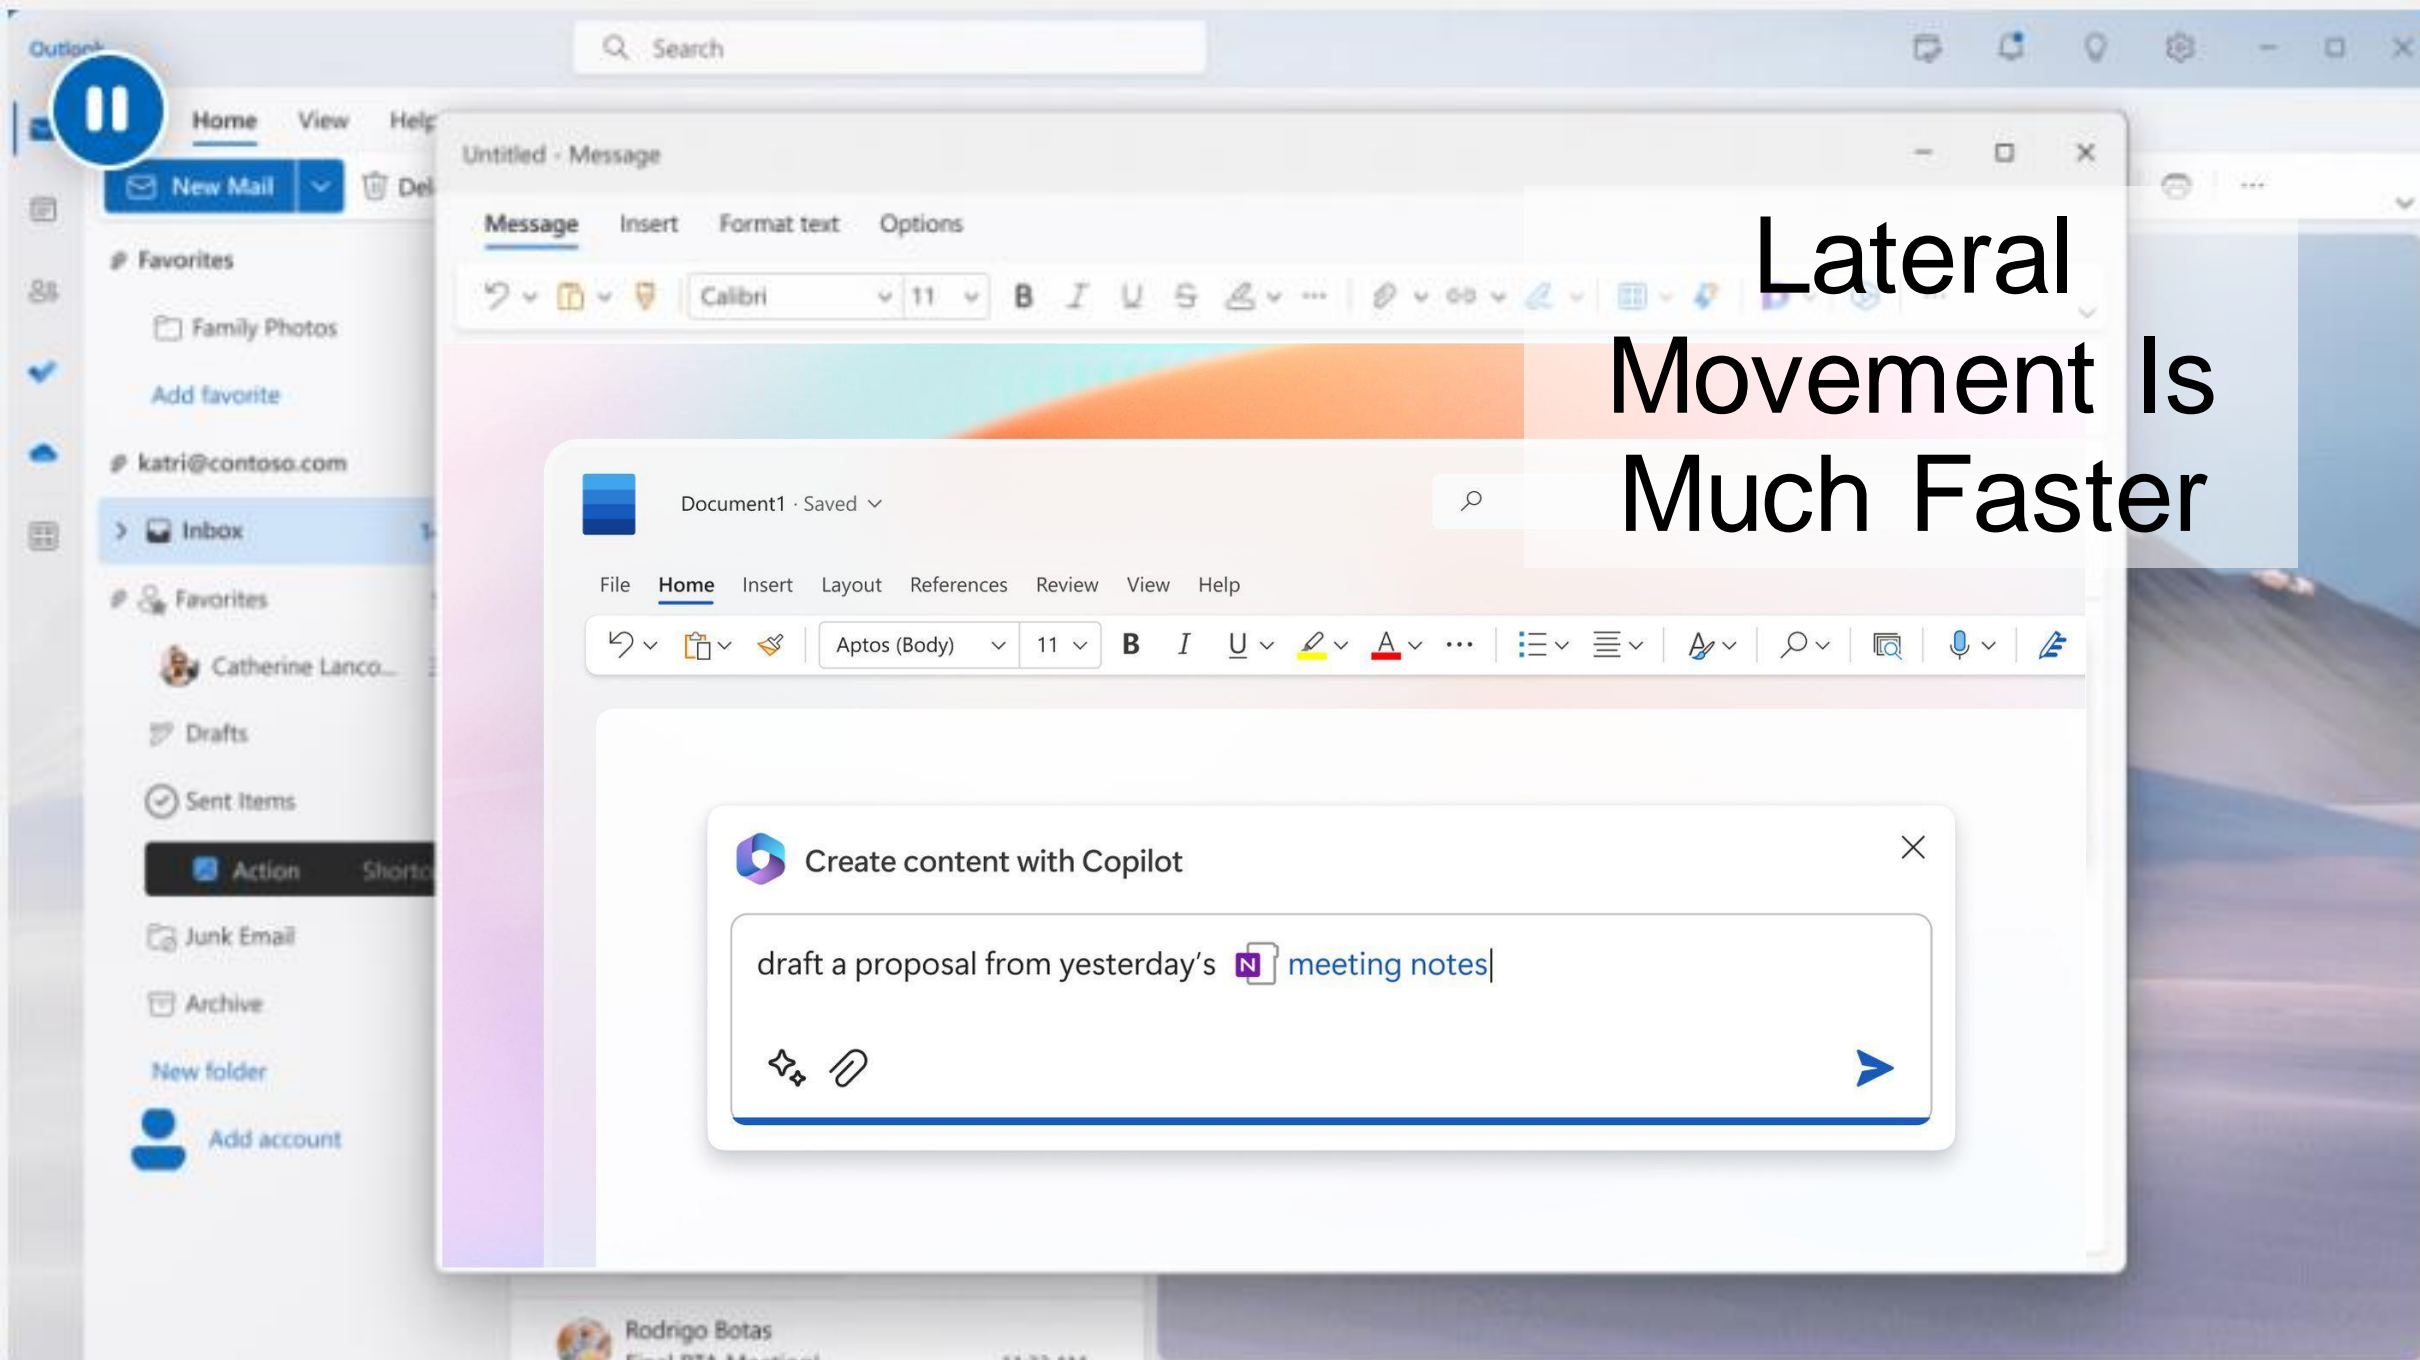 Outlook
Search
Home View Help
New Mail
Favorites
Family Photos
Add favorite
katri@contoso.com
Inbox
Favorites
Catherine Lanco...
Drafts
Sent Items
Action
Junk Email
Archive
New folder
Add account
Untitled - Message
Message Insert Format text Options
Calibri 11 B I U S
Lateral
Movement Is
Much Faster
Document1 · Saved
File Home Insert Layout References Review View Help
Aptos (Body) 11 B I U A
Create content with Copilot
draft a proposal from yesterday's N meeting notes
Rodrigo Botas